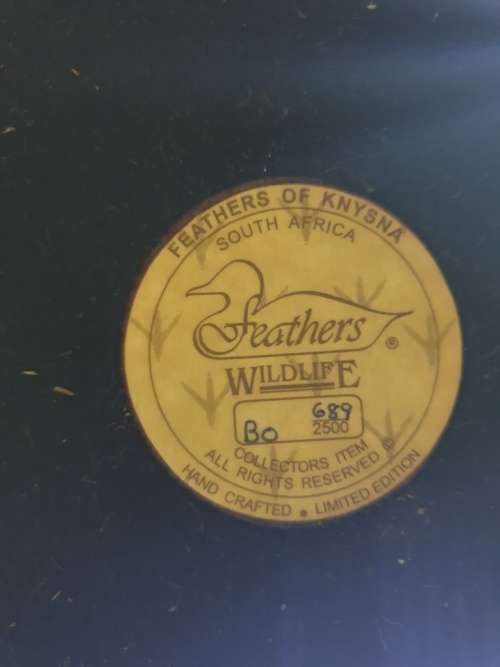 FEATHERS OF KNYSNA
SOUTH AFRICA
Feathers ®
WILDLIFE
Bo 689
2500
COLLECTORS ITEM
ALL RIGHTS RESERVED ©
HAND CRAFTED • LIMITED EDITION